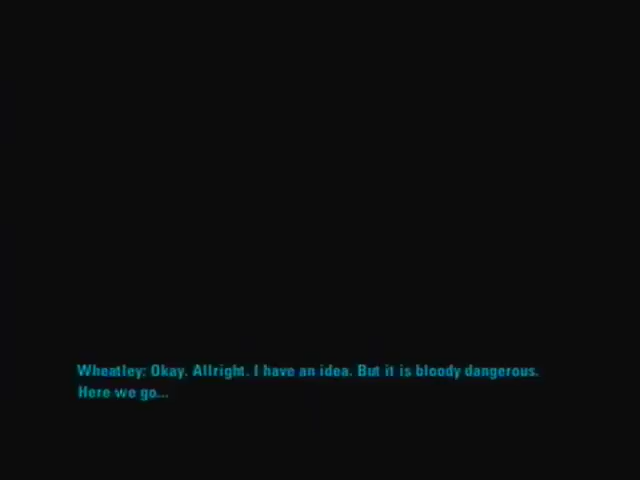 Wheatley: Okay. Allright. I have an idea. But it is bloody dangerous.
Here we go...